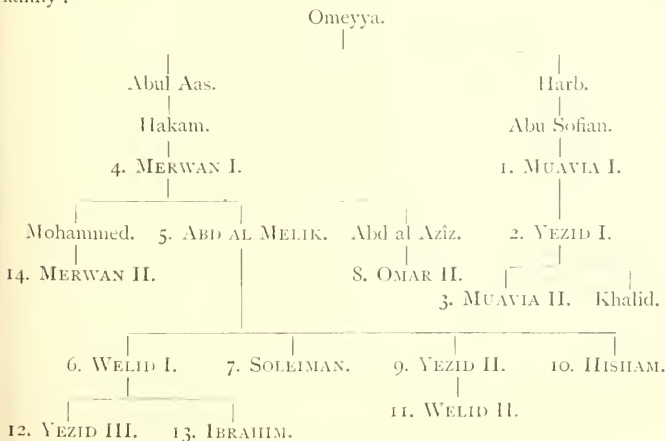 family :
Omeyya.
Abul Aas. Harb.
Hakam. Abu Sofian.
4. MERWAN I. 1. MUAVIA I.
Mohammed. 5. ABD AL MELIK. Abd al Azîz. 2. YEZID I.
14. MERWAN II. 8. OMAR II.
3. MUAVIA II. Khalid.
6. WELID I. 7. SOLEIMAN. 9. YEZID II. 10. HISHAM.
11. WELID II.
12. YEZID III. 13. IBRAHIM.